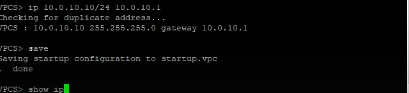 VPCS> ip 10.0.10.10/24 10.0.10.1
Checking for duplicate address...
VPCS : 10.0.10.10 255.255.255.0 gateway 10.0.10.1
VPCS> save
Saving startup configuration to startup.vpc
.  done
VPCS> show ip